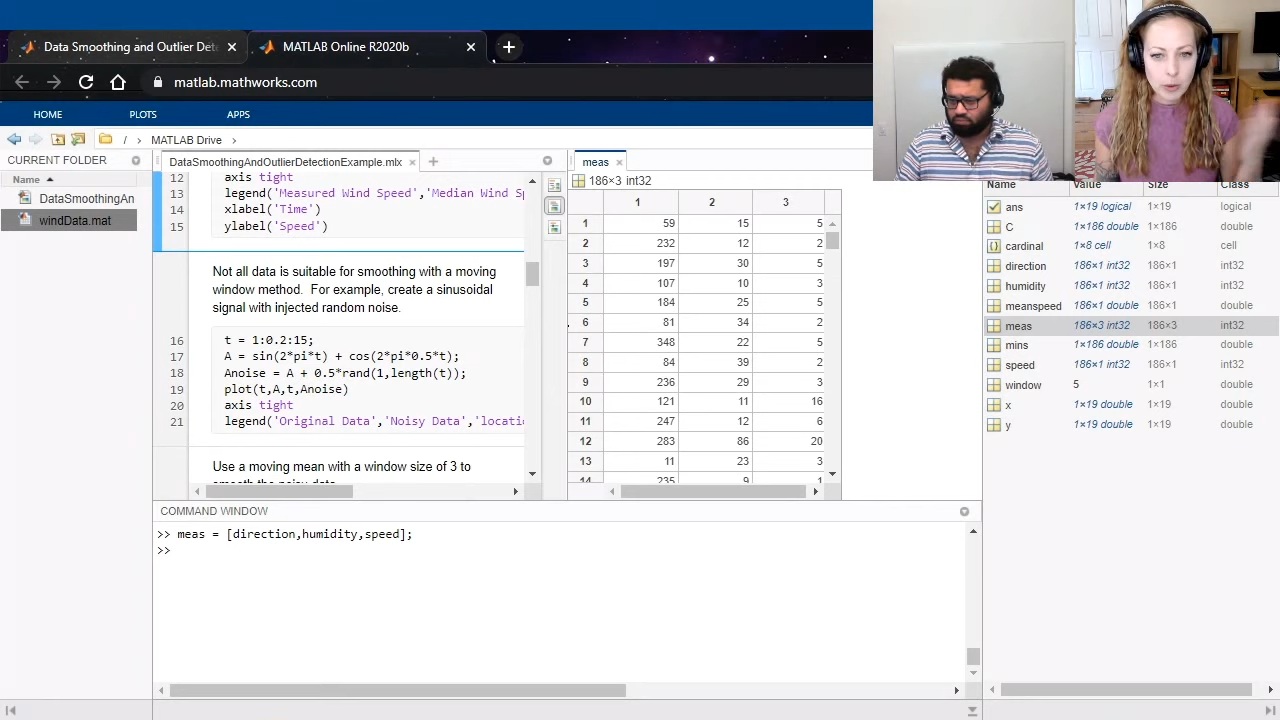 Data Smoothing and Outlier Det
MATLAB Online R2020b
matlab.mathworks.com
HOME PLOTS APPS
/ › MATLAB Drive ›
CURRENT FOLDER
Name
DataSmoothingAn
windData.mat
DataSmoothingAndOutlierDetectionExample.mlx
12 axis tight
13 legend('Measured Wind Speed','Median Wind Sp
14 xlabel('Time')
15 ylabel('Speed')
Not all data is suitable for smoothing with a moving
window method. For example, create a sinusoidal
signal with injected random noise.
16 t = 1:0.2:15;
17 A = sin(2*pi*t) + cos(2*pi*0.5*t);
18 Anoise = A + 0.5*rand(1,length(t));
19 plot(t,A,t,Anoise)
20 axis tight
21 legend('Original Data','Noisy Data','locatio
Use a moving mean with a window size of 3 to
meas
186×3 int32
1 2 3
1 59 15 5
2 232 12 2
3 197 30 5
4 107 10 3
5 184 25 5
6 81 34 2
7 348 22 5
8 84 39 2
9 236 29 3
10 121 11 16
11 247 12 6
12 283 86 20
13 11 23 3
14 235 9 1
Name Value Size Class
ans 1×19 logical 1×19 logical
C 1×186 double 1×186 double
cardinal 1×8 cell 1×8 cell
direction 186×1 int32 186×1 int32
humidity 186×1 int32 186×1 int32
meanspeed 186×1 double 186×1 double
meas 186×3 int32 186×3 int32
mins 1×186 double 1×186 double
speed 186×1 int32 186×1 int32
window 5 1×1 double
x 1×19 double 1×19 double
y 1×19 double 1×19 double
COMMAND WINDOW
>> meas = [direction,humidity,speed];
>>